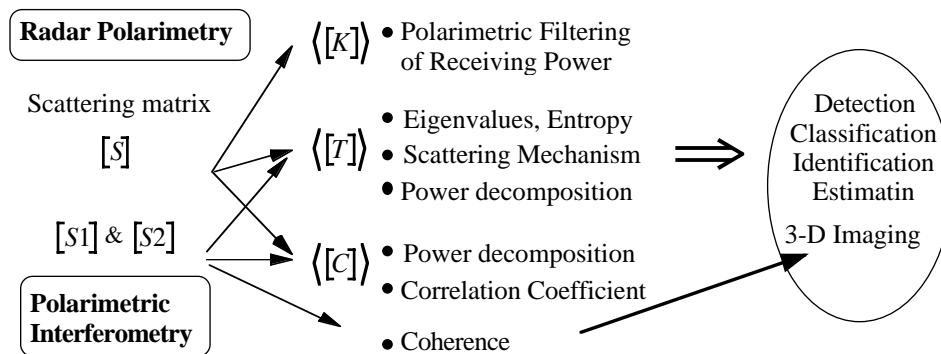 Radar Polarimetry
Scattering matrix
[S]
[S1] & [S2]
Polarimetric
Interferometry
⟨[K]⟩
• Polarimetric Filtering
of Receiving Power
⟨[T]⟩
• Eigenvalues, Entropy
• Scattering Mechanism
• Power decomposition
⟨[C]⟩
• Power decomposition
• Correlation Coefficient
• Coherence
Detection
Classification
Identification
Estimatin
3-D Imaging